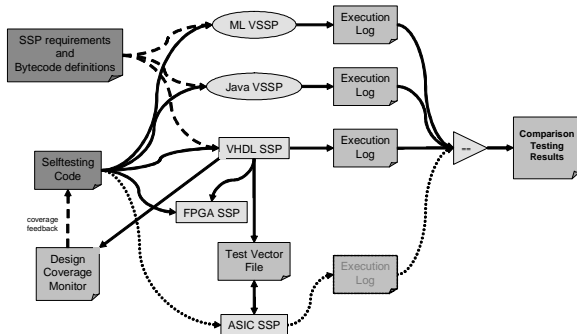 SSP requirements
and
Bytecode definitions
ML VSSP
Execution
Log
Java VSSP
Execution
Log
VHDL SSP
Execution
Log
--
Comparison
Testing
Results
Selftesting
Code
coverage
feedback
FPGA SSP
Design
Coverage
Monitor
Test Vector
File
Execution
Log
ASIC SSP